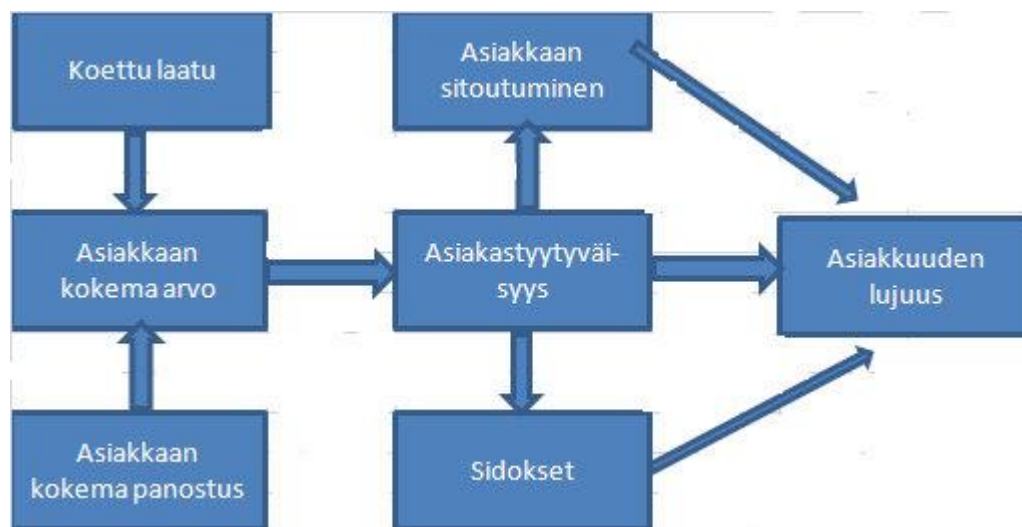 Koettu laatu
Asiakkaan
sitoutuminen
Asiakkaan
kokema arvo
Asiakastyytyväi-
syys
Asiakkuuden
lujuus
Asiakkaan
kokema panostus
Sidokset